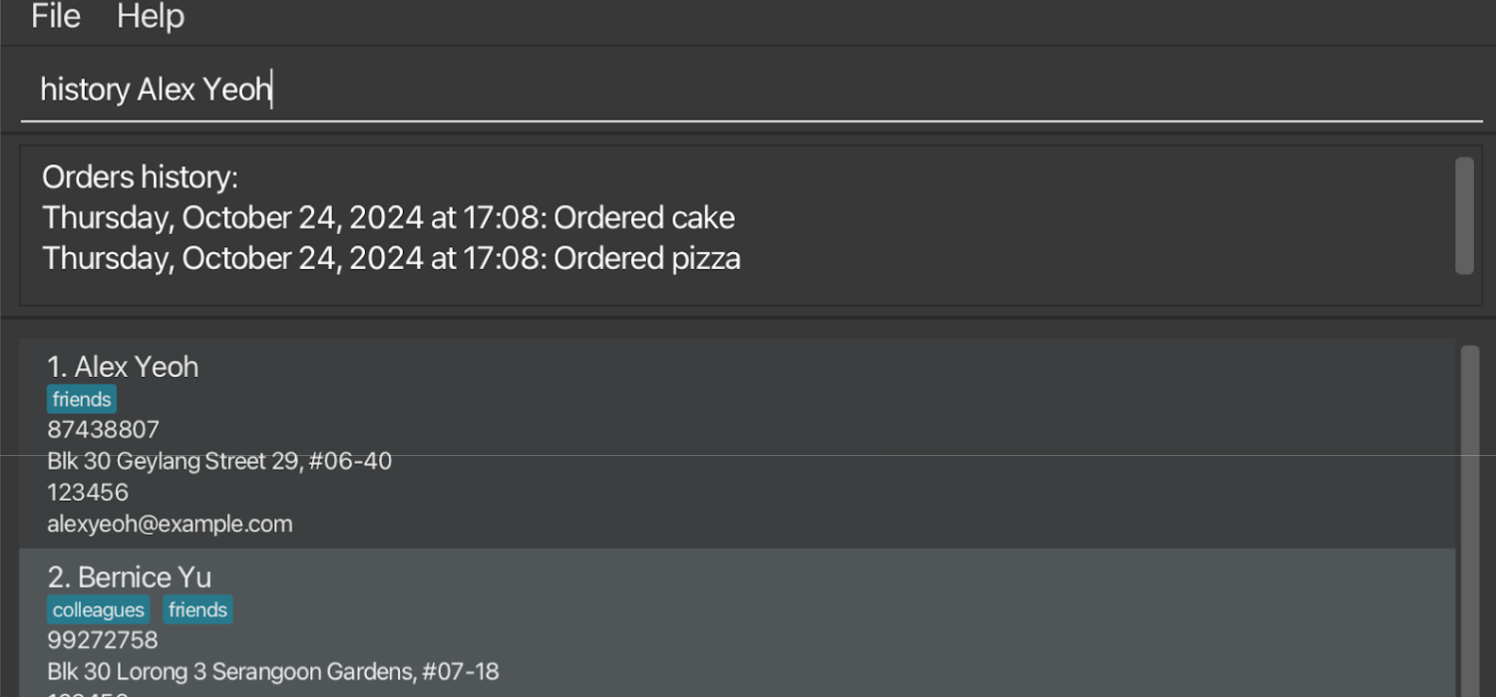 File Help
history Alex Yeoh
Orders history:
Thursday, October 24, 2024 at 17:08: Ordered cake
Thursday, October 24, 2024 at 17:08: Ordered pizza
1. Alex Yeoh
friends
87438807
Blk 30 Geylang Street 29, #06-40
123456
alexyeoh@example.com
2. Bernice Yu
colleagues friends
99272758
Blk 30 Lorong 3 Serangoon Gardens, #07-18